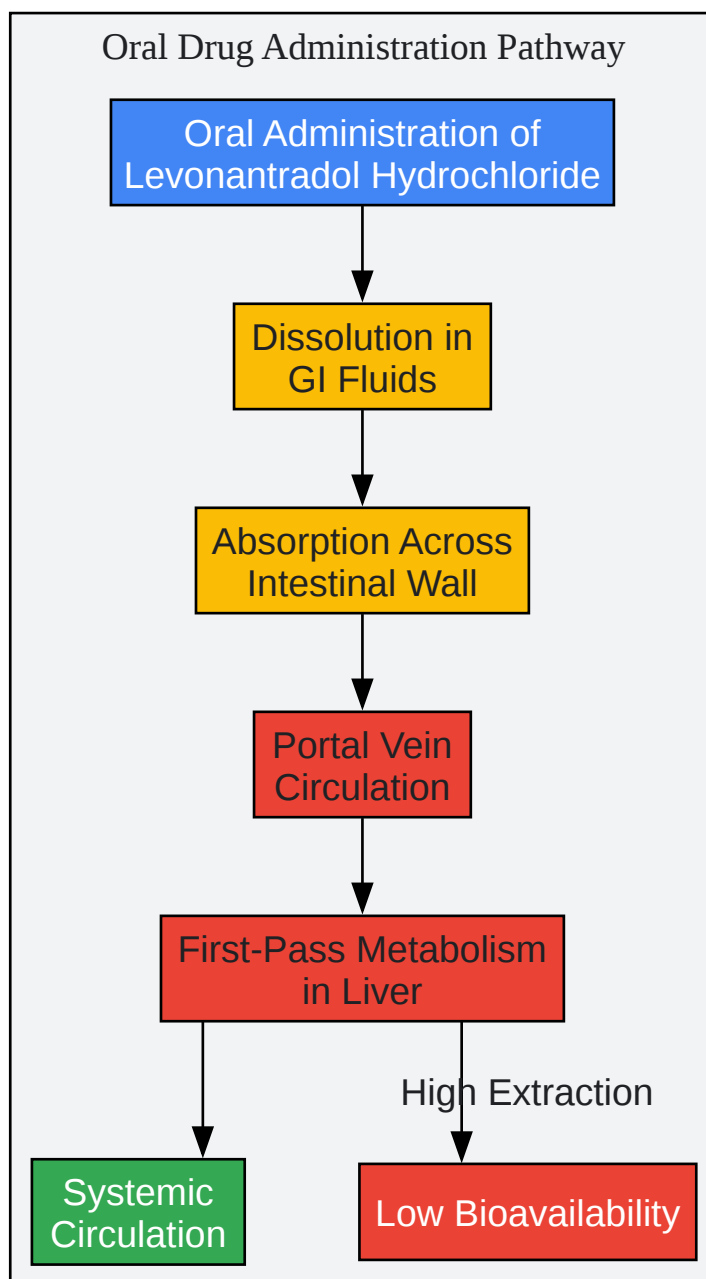 Oral Drug Administration Pathway
Oral Administration of
Levonantradol Hydrochloride
Dissolution in
GI Fluids
Absorption Across
Intestinal Wall
Portal Vein
Circulation
First-Pass Metabolism
in Liver
High Extraction
Systemic
Circulation
Low Bioavailability